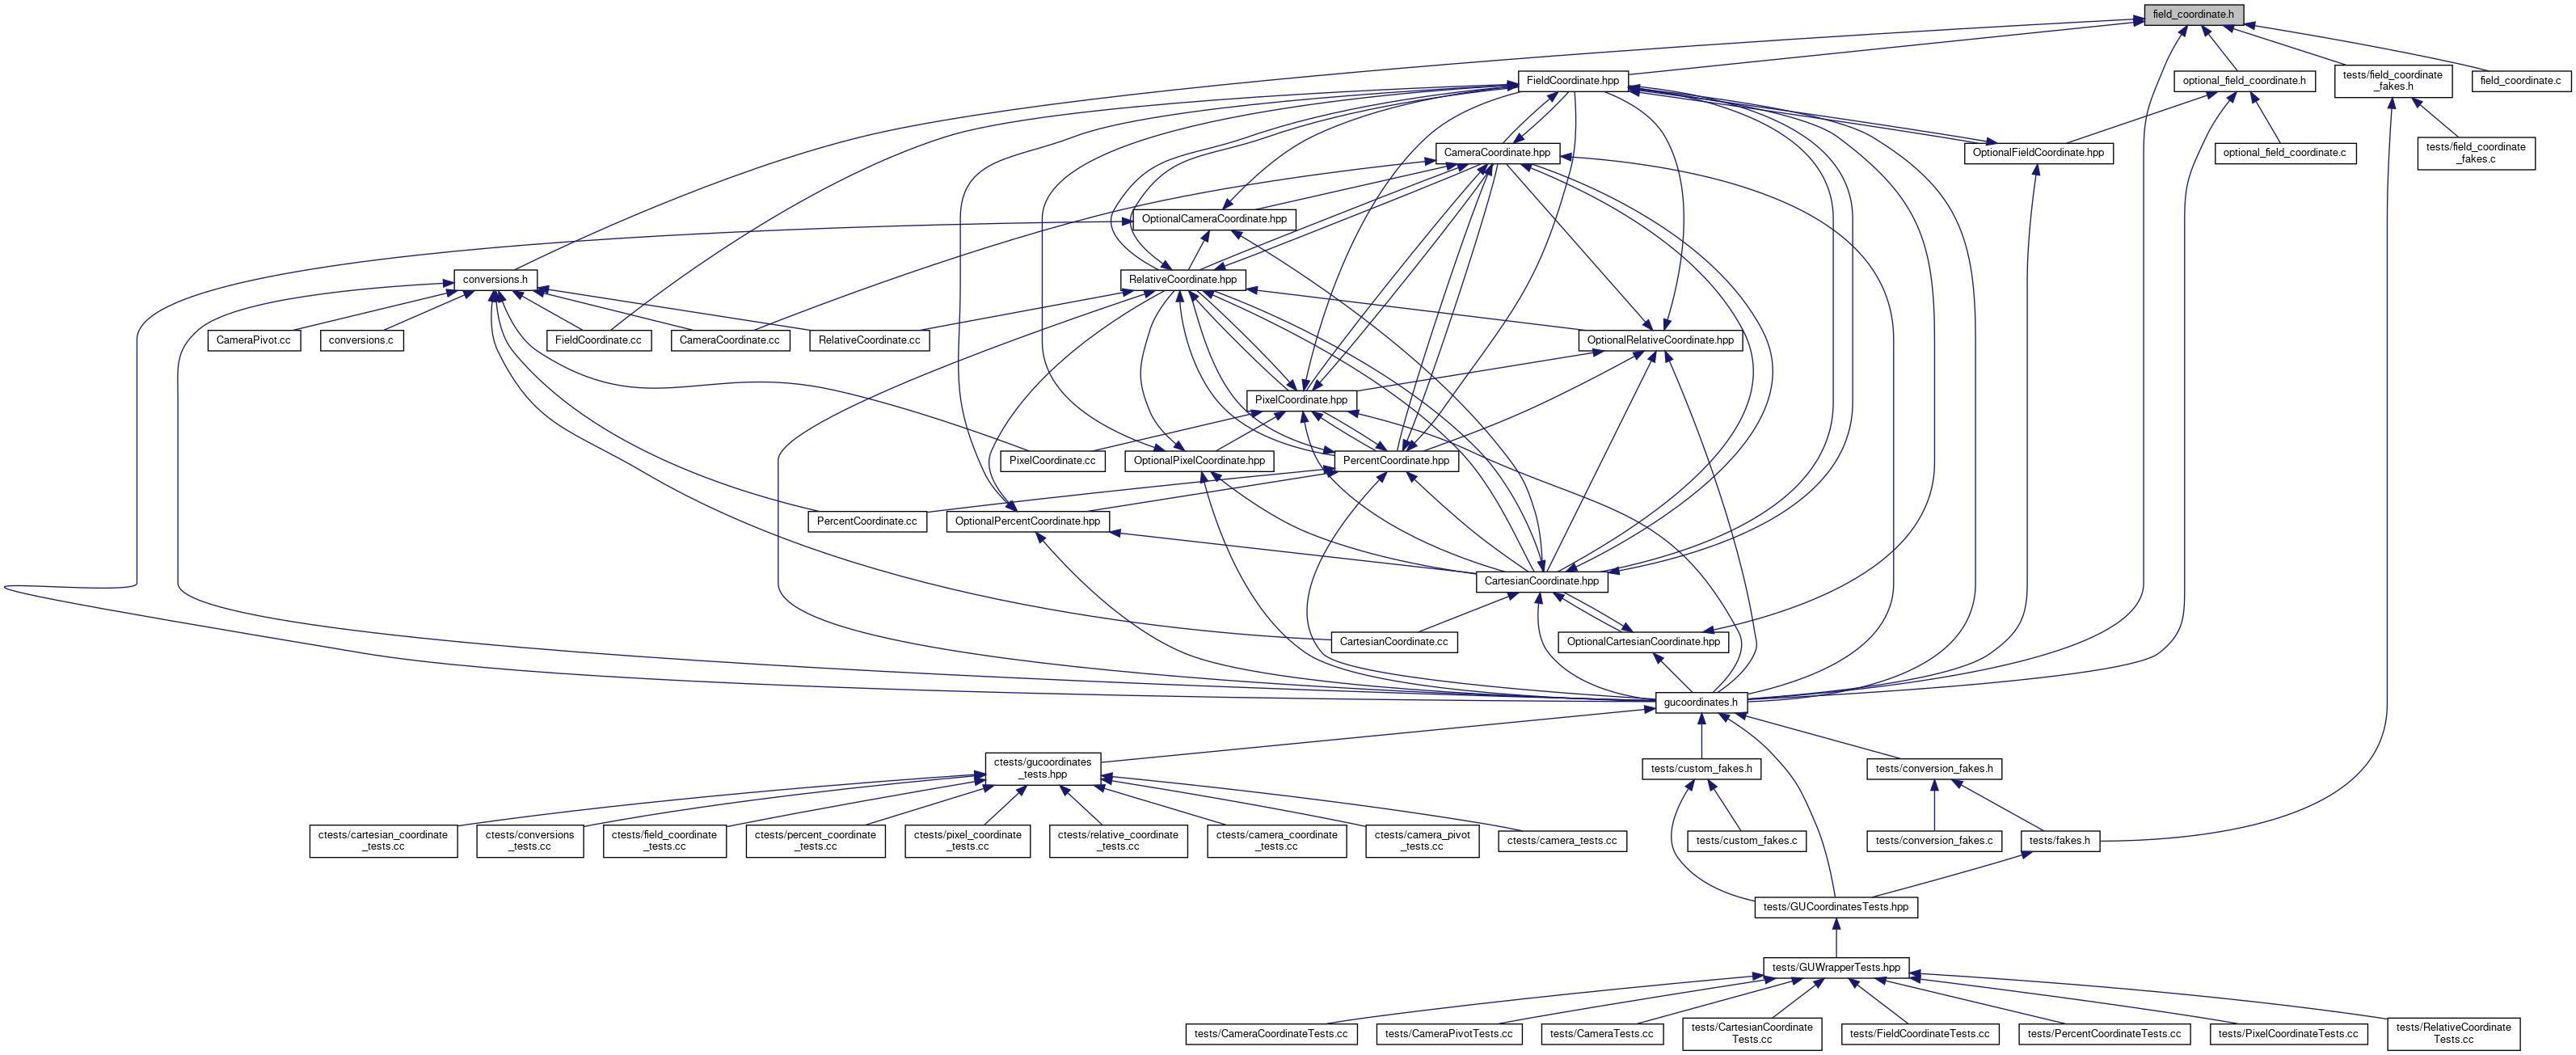 field_coordinate.h
FieldCoordinate.hpp
optional_field_coordinate.h
tests/field_coordinate
_fakes.h
field_coordinate.c
CameraCoordinate.hpp
OptionalFieldCoordinate.hpp
optional_field_coordinate.c
tests/field_coordinate
_fakes.c
OptionalCameraCoordinate.hpp
conversions.h
RelativeCoordinate.hpp
CameraPivot.cc
conversions.c
FieldCoordinate.cc
CameraCoordinate.cc
RelativeCoordinate.cc
OptionalRelativeCoordinate.hpp
PixelCoordinate.hpp
PixelCoordinate.cc
OptionalPixelCoordinate.hpp
PercentCoordinate.hpp
PercentCoordinate.cc
OptionalPercentCoordinate.hpp
CartesianCoordinate.hpp
CartesianCoordinate.cc
OptionalCartesianCoordinate.hpp
gucoordinates.h
ctests/gucoordinates
_tests.hpp
tests/custom_fakes.h
tests/conversion_fakes.h
ctests/cartesian_coordinate
_tests.cc
ctests/conversions
_tests.cc
ctests/field_coordinate
_tests.cc
ctests/percent_coordinate
_tests.cc
ctests/pixel_coordinate
_tests.cc
ctests/relative_coordinate
_tests.cc
ctests/camera_coordinate
_tests.cc
ctests/camera_pivot
_tests.cc
ctests/camera_tests.cc
tests/custom_fakes.c
tests/conversion_fakes.c
tests/fakes.h
tests/GUCoordinatesTests.hpp
tests/GUWrapperTests.hpp
tests/CameraCoordinateTests.cc
tests/CameraPivotTests.cc
tests/CameraTests.cc
tests/CartesianCoordinate
Tests.cc
tests/FieldCoordinateTests.cc
tests/PercentCoordinateTests.cc
tests/PixelCoordinateTests.cc
tests/RelativeCoordinate
Tests.cc